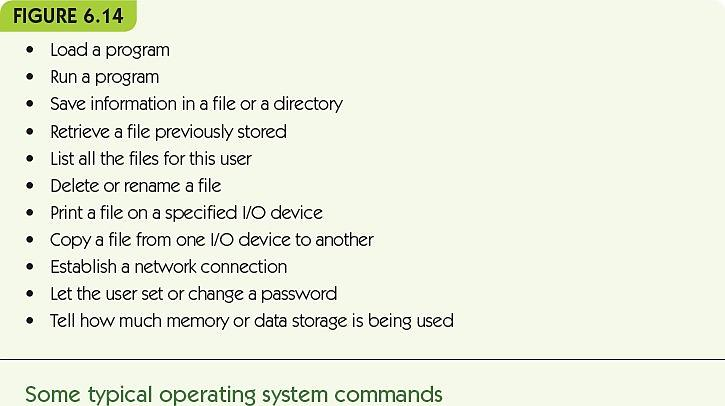 FIGURE 6.14
• Load a program
• Run a program
• Save information in a file or a directory
• Retrieve a file previously stored
• List all the files for this user
• Delete or rename a file
• Print a file on a specified I/O device
• Copy a file from one I/O device to another
• Establish a network connection
• Let the user set or change a password
• Tell how much memory or data storage is being used
Some typical operating system commands